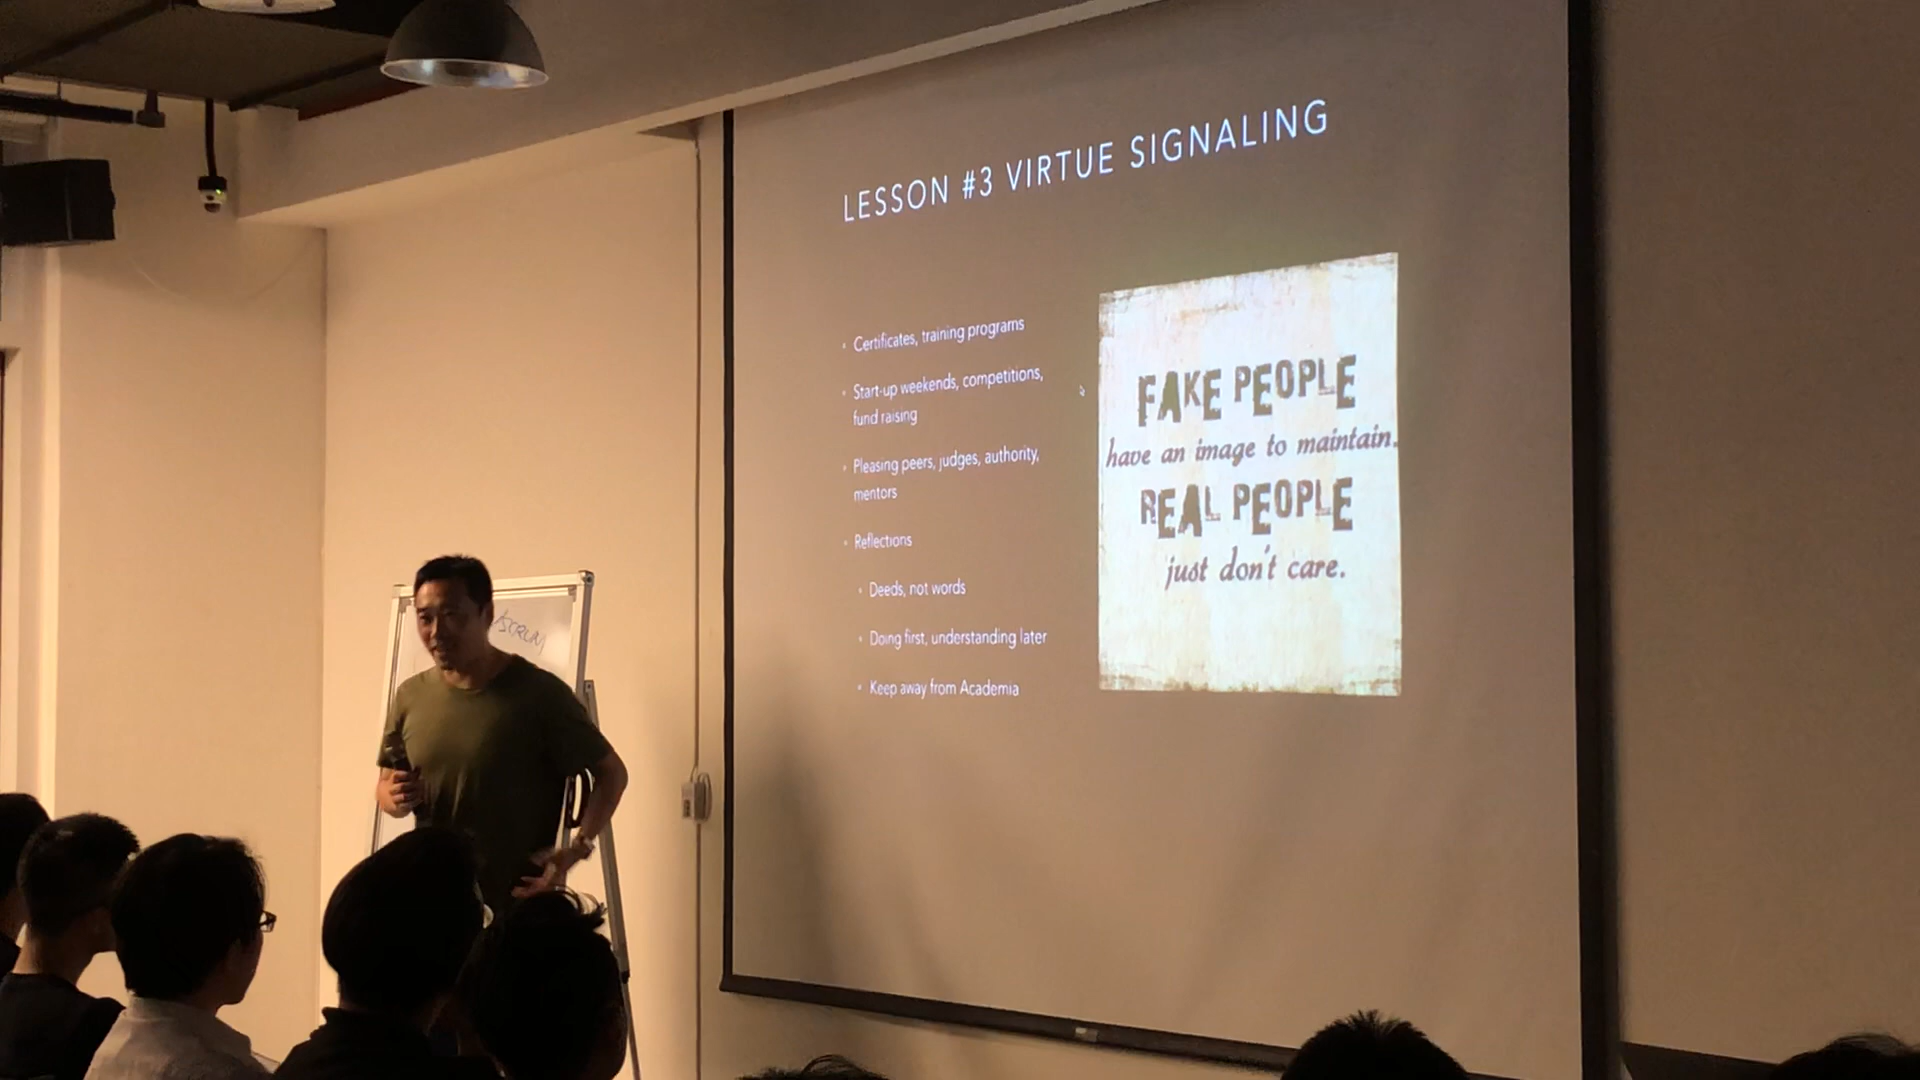 LESSON #3 VIRTUE SIGNALING
• Certificates, training programs
• Start-up weekends, competitions,
fund raising
• Pleasing peers, judges, authority,
mentors
• Reflections
• Deeds, not words
• Doing first, understanding later
• Keep away from Academia
FAKE PEOPLE
have an image to maintain.
REAL PEOPLE
just don't care.
/SCRUM